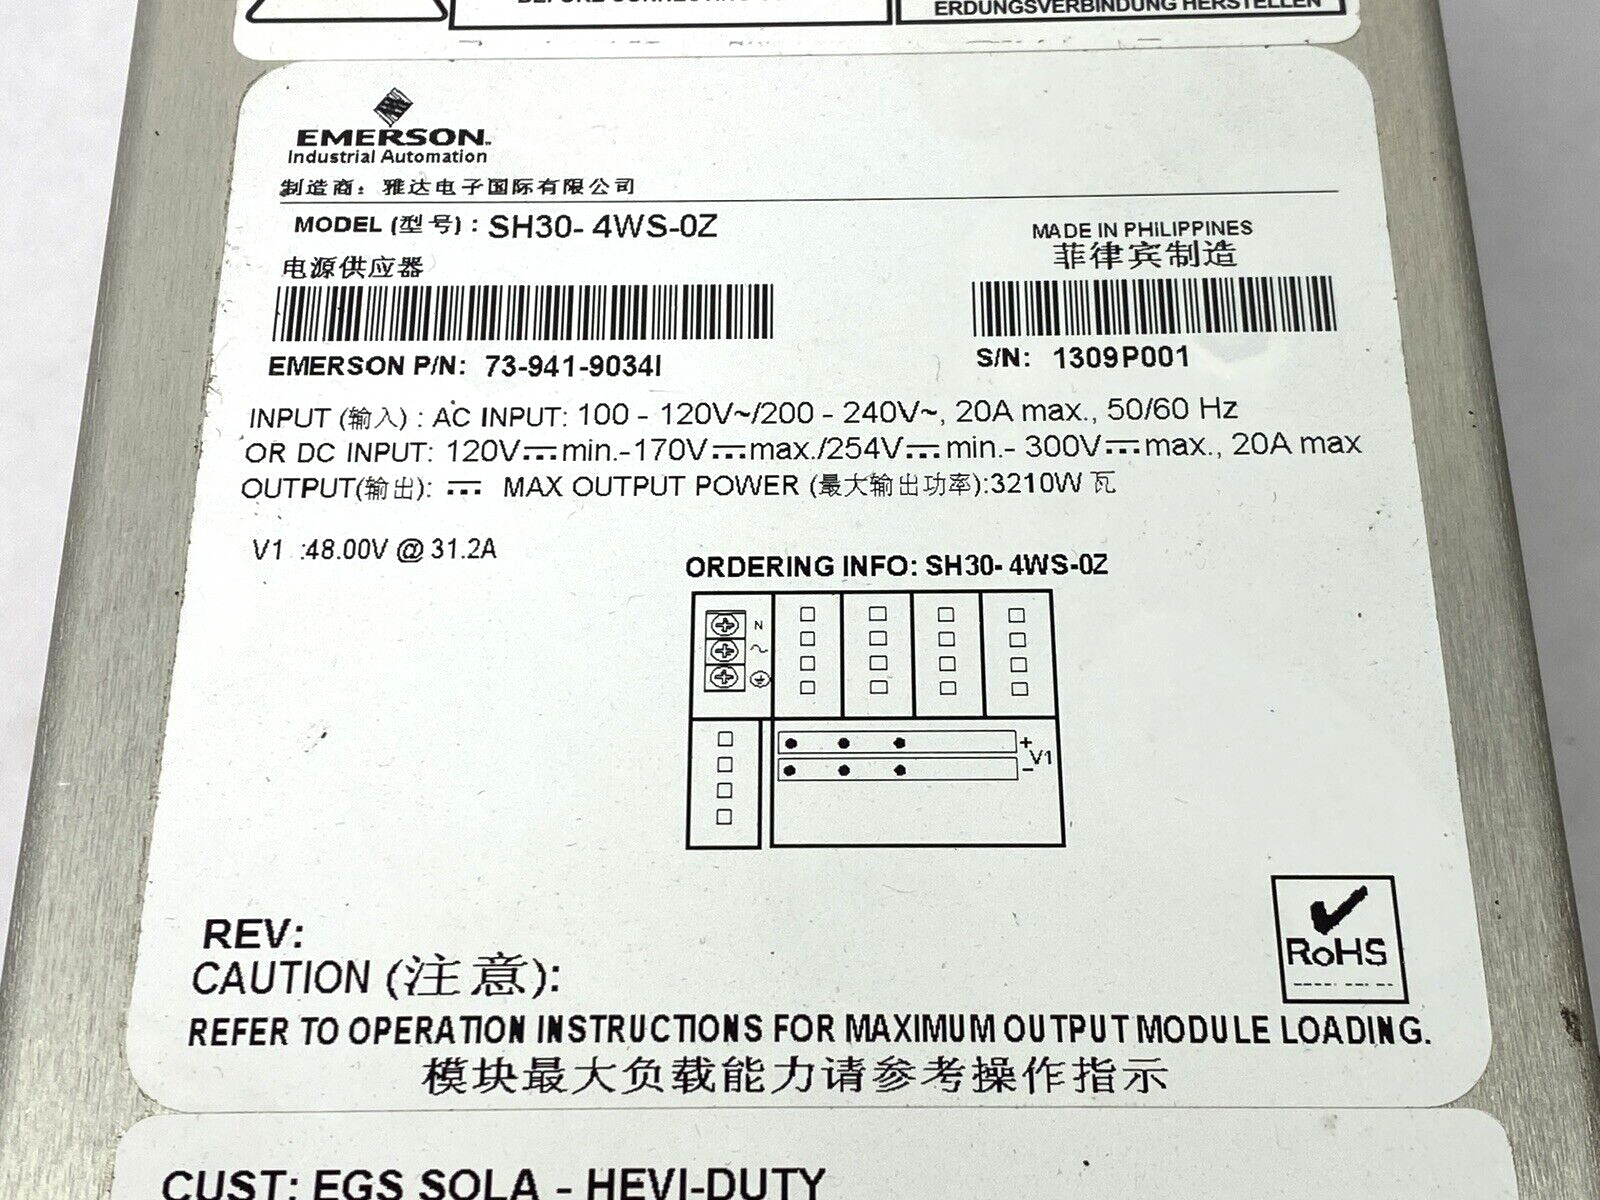 ERDUNGSVERBINDUNG HERSTELLEN
EMERSON
Industrial Automation
制造商: 雅达电子国际有限公司
MODEL (型号) : SH30- 4WS-0Z
MADE IN PHILIPPINES
电源供应器
菲律宾制造
EMERSON P/N: 73-941-9034I
S/N: 1309P001
INPUT (输入) : AC INPUT: 100 - 120V~/200 - 240V~, 20A max., 50/60 Hz
OR DC INPUT: 120V⎓min.-170V⎓max./254V⎓min.- 300V⎓max., 20A max
OUTPUT(输出): ⎓ MAX OUTPUT POWER (最大输出功率):3210W 瓦
V1 :48.00V @ 31.2A
ORDERING INFO: SH30- 4WS-0Z
N
~
+
V1
-
REV:
RoHS
CAUTION (注意):
REFER TO OPERATION INSTRUCTIONS FOR MAXIMUM OUTPUT MODULE LOADING.
模块最大负载能力请参考操作指示
CUST: EGS SOLA - HEVI-DUTY